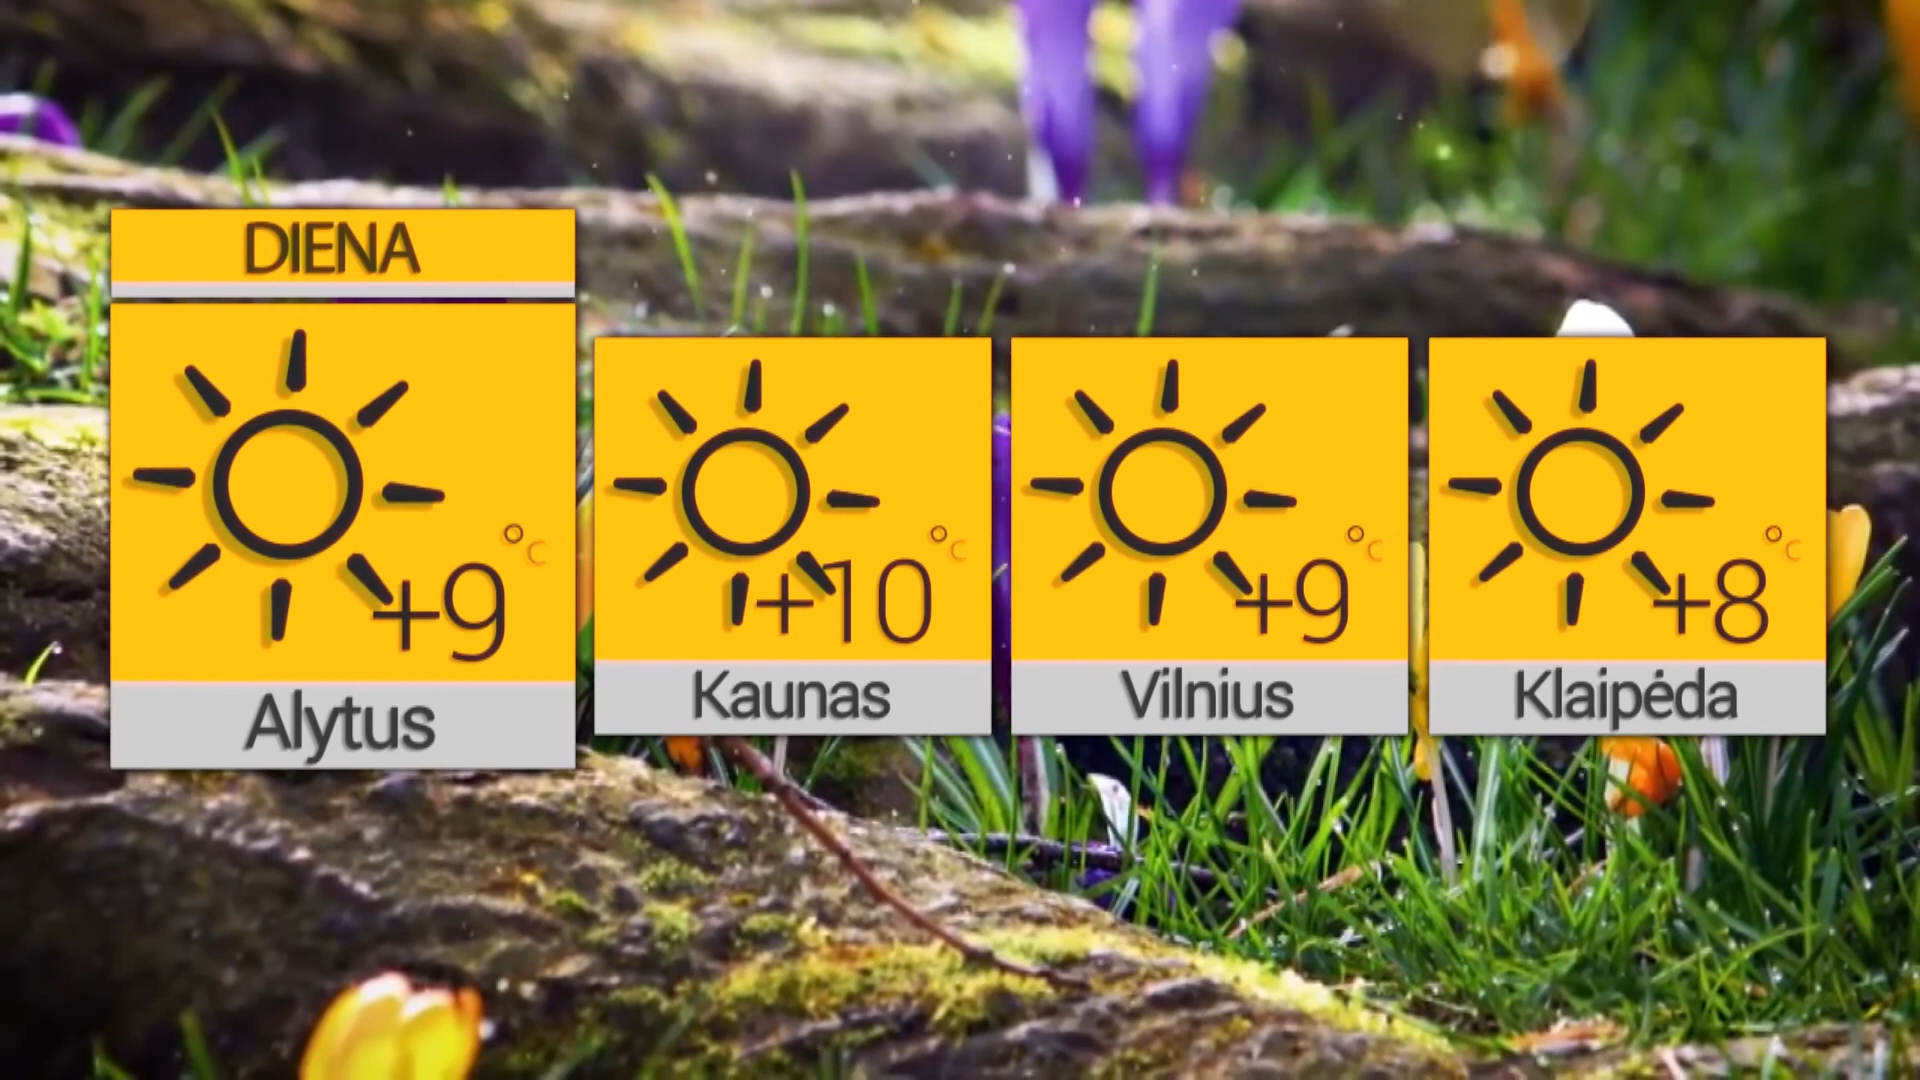 DIENA
+9 °C
Alytus
+10 °C
Kaunas
+9 °C
Vilnius
+8 °C
Klaipėda